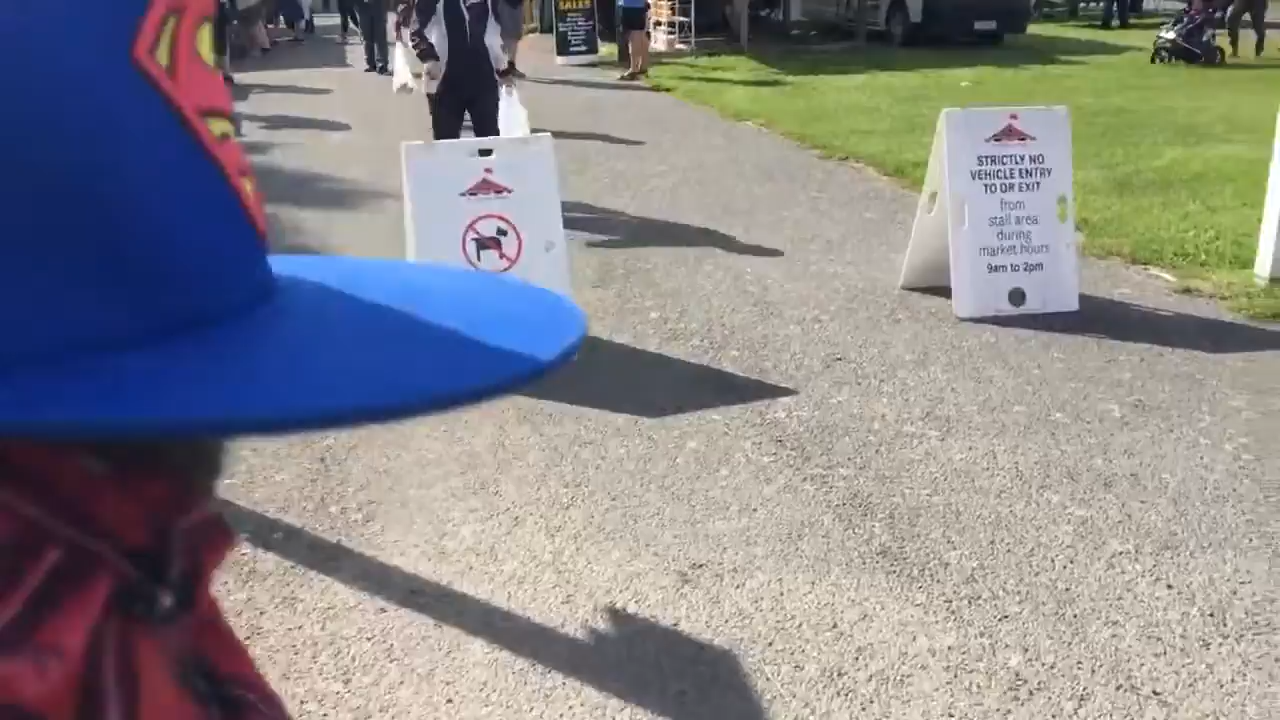 SALES
STRICTLY NO
VEHICLE ENTRY
TO OR EXIT
from
stall area
during
market hours
9am to 2pm